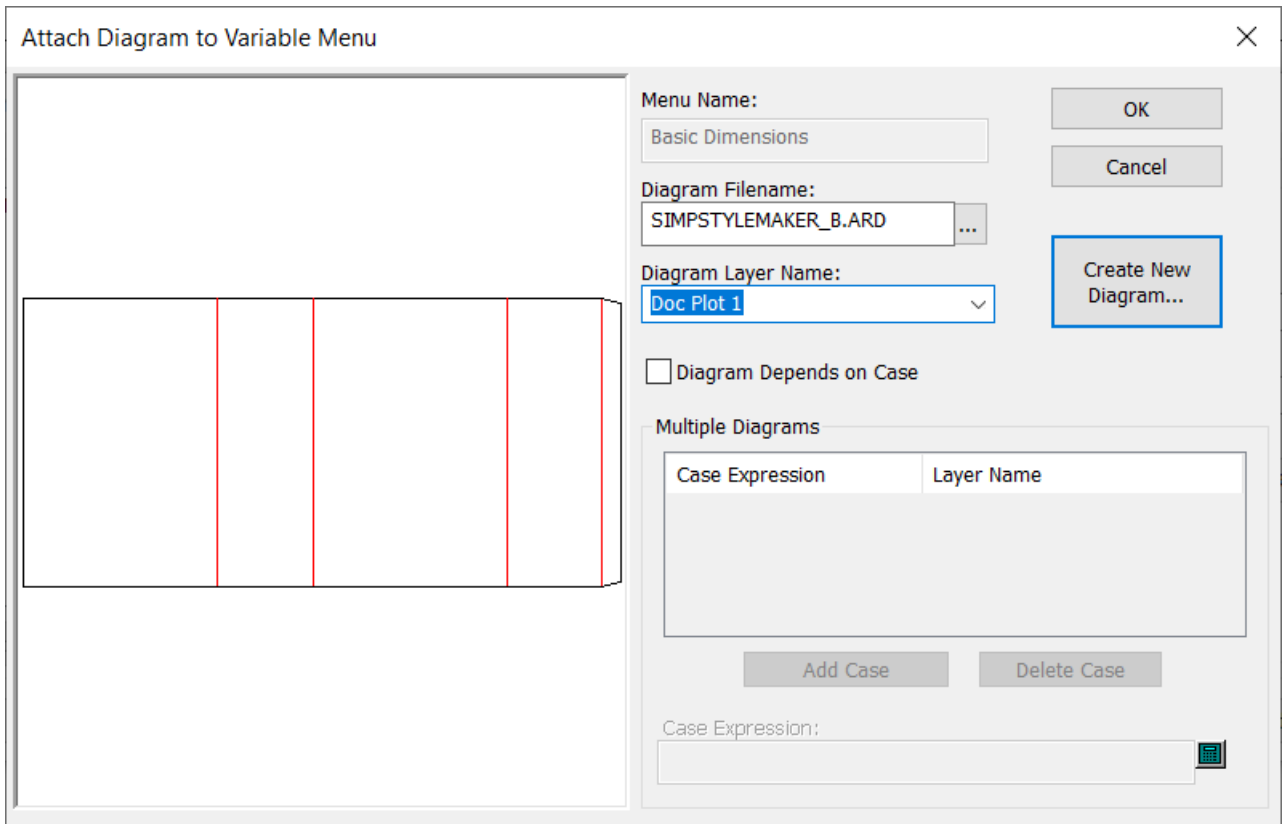 Attach Diagram to Variable Menu
Menu Name:
Basic Dimensions
OK
Cancel
Diagram Filename:
SIMPSTYLEMAKER_B.ARD
...
Diagram Layer Name:
Doc Plot 1
Create New
Diagram...
Diagram Depends on Case
Multiple Diagrams
Case Expression
Layer Name
Add Case
Delete Case
Case Expression: